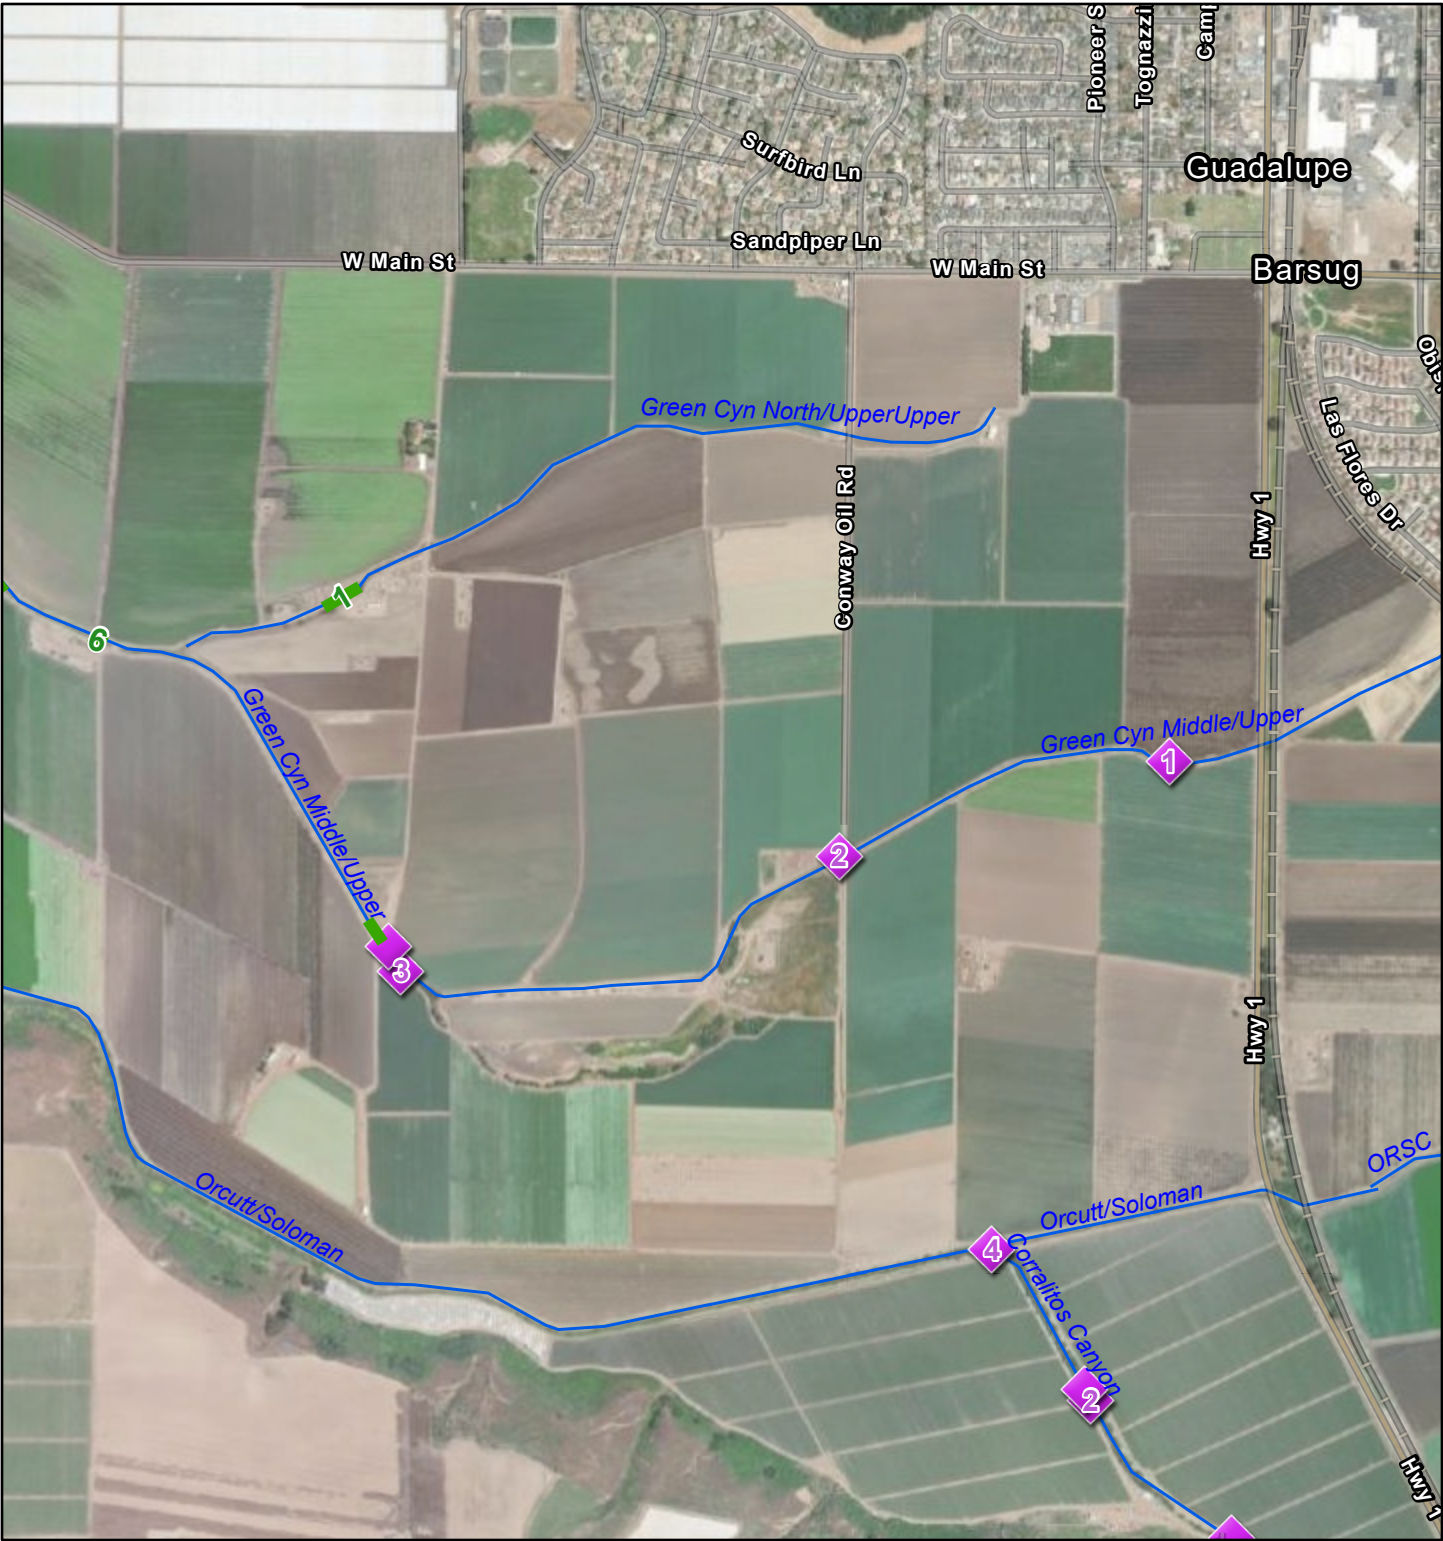 Pioneer S
Tognazzi
Camp
Surfbird Ln
Guadalupe
Sandpiper Ln
W Main St
W Main St
Barsug
Obis
Las Flores Dr
Green Cyn North/UpperUpper
Conway Oil Rd
Hwy 1
1
6
Green Cyn Middle/Upper
Green Cyn Middle/Upper
1
2
3
Hwy 1
ORSC
Orcutt/Soloman
Orcutt/Soloman
4
Corralitos Canyon
2
Hwy 1